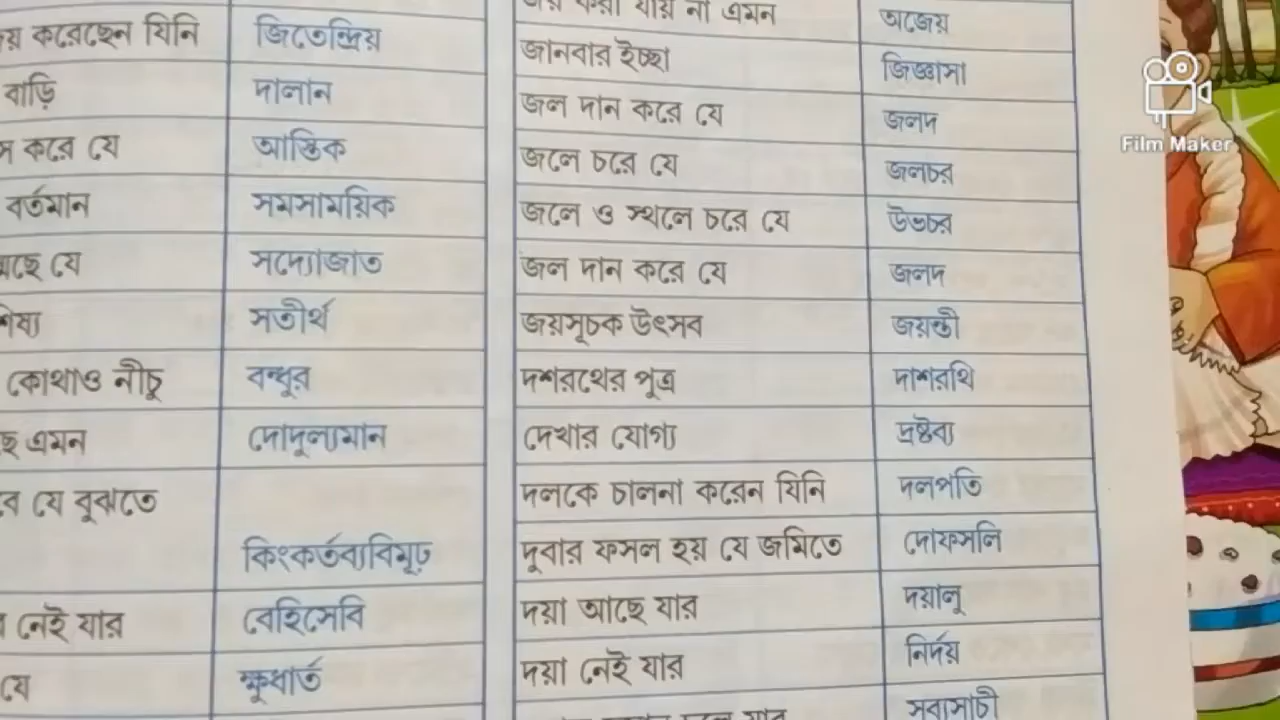 য় করেছেন যিনি জিতেন্দ্রিয়
বাড়ি দালান
করে যে আস্তিক
বর্তমান সমসাময়িক
যে সদ্যোজাত
সতীর্থ
কোথাও নীচু বন্ধুর
এমন দোদুল্যমান
যে বুঝতে
কিংকর্তব্যবিমূঢ়
নেই যার বেহিসেবি
যে ক্ষুধার্ত
করা যায় না এমন অজেয়
জানবার ইচ্ছা জিজ্ঞাসা
জল দান করে যে জলদ
জলে চরে যে জলচর
জলে ও স্থলে চরে যে উভচর
জল দান করে যে জলদ
জয়সূচক উৎসব জয়ন্তী
দশরথের পুত্র দাশরথি
দেখার যোগ্য দ্রষ্টব্য
দলকে চালনা করেন যিনি দলপতি
দুবার ফসল হয় যে জমিতে দোফসলি
দয়া আছে যার দয়ালু
দয়া নেই যার নির্দয়
সব্যসাচী
Film Maker